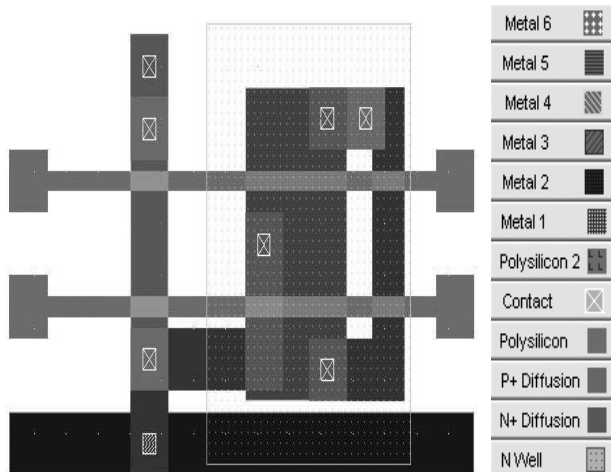 Metal 6
Metal 5
Metal 4
Metal 3
Metal 2
Metal 1
Polysilicon 2
Contact
Polysilicon
P+ Diffusion
N+ Diffusion
N Well